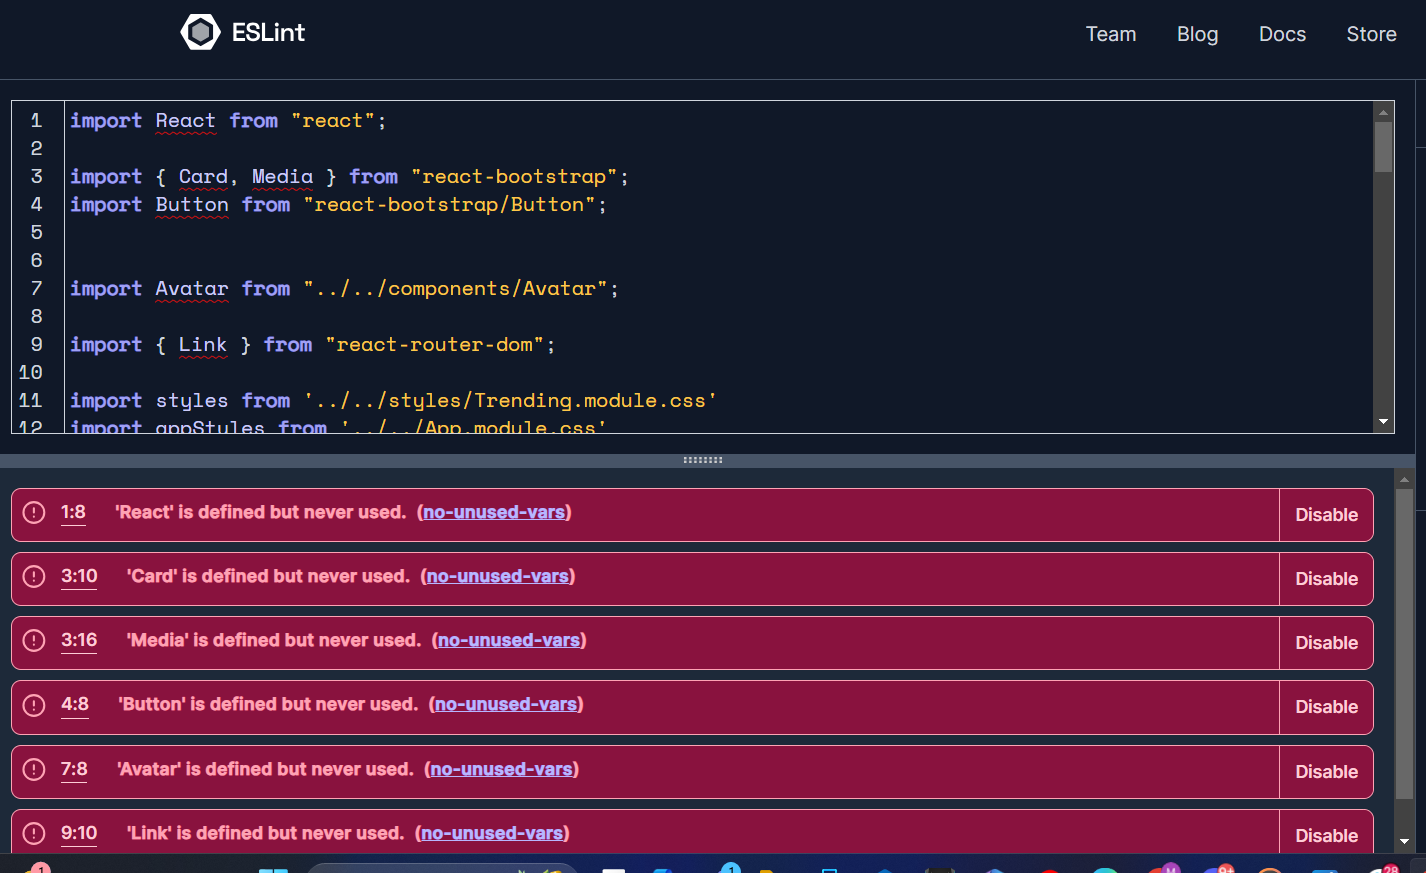 ESLint
Team Blog Docs Store
1 import React from "react";
2
3 import { Card, Media } from "react-bootstrap";
4 import Button from "react-bootstrap/Button";
5
6
7 import Avatar from "../../components/Avatar";
8
9 import { Link } from "react-router-dom";
10
11 import styles from '../../styles/Trending.module.css'
12 import appStyles from '../../App.module.css'
1:8 'React' is defined but never used. (no-unused-vars) Disable
3:10 'Card' is defined but never used. (no-unused-vars) Disable
3:16 'Media' is defined but never used. (no-unused-vars) Disable
4:8 'Button' is defined but never used. (no-unused-vars) Disable
7:8 'Avatar' is defined but never used. (no-unused-vars) Disable
9:10 'Link' is defined but never used. (no-unused-vars) Disable
1 1 M 9+ 28